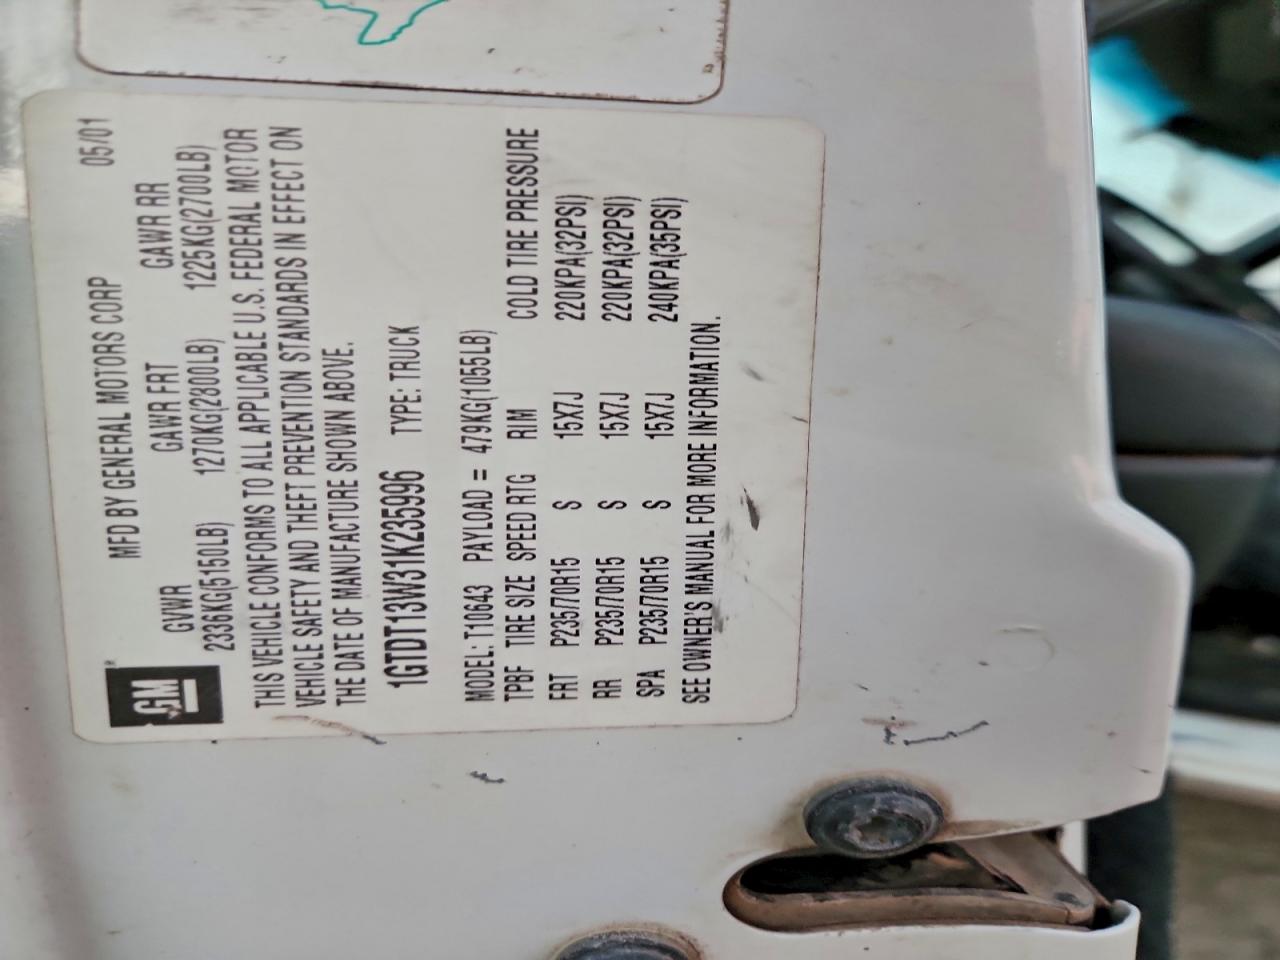 GM
MFD BY GENERAL MOTORS CORP 05/01
GVWR GAWR FRT GAWR RR
2336KG(5150LB) 1270KG(2800LB) 1225KG(2700LB)
THIS VEHICLE CONFORMS TO ALL APPLICABLE U.S. FEDERAL MOTOR
VEHICLE SAFETY AND THEFT PREVENTION STANDARDS IN EFFECT ON
THE DATE OF MANUFACTURE SHOWN ABOVE.
1GTDT13W31K235996 TYPE: TRUCK
MODEL: T10643 PAYLOAD = 479KG(1055LB)
TPBF TIRE SIZE SPEED RTG RIM COLD TIRE PRESSURE
FRT P235/70R15 S 15X7J 220KPA(32PSI)
RR P235/70R15 S 15X7J 220KPA(32PSI)
SPA P235/70R15 S 15X7J 240KPA(35PSI)
SEE OWNER'S MANUAL FOR MORE INFORMATION.